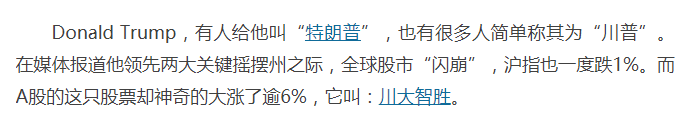 Donald Trump，有人给他叫“特朗普”，也有很多人简单称其为“川普”。
在媒体报道他领先两大关键摇摆州之际，全球股市“闪崩”，沪指也一度跌1%。而
A股的这只股票却神奇的大涨了逾6%，它叫：川大智胜。